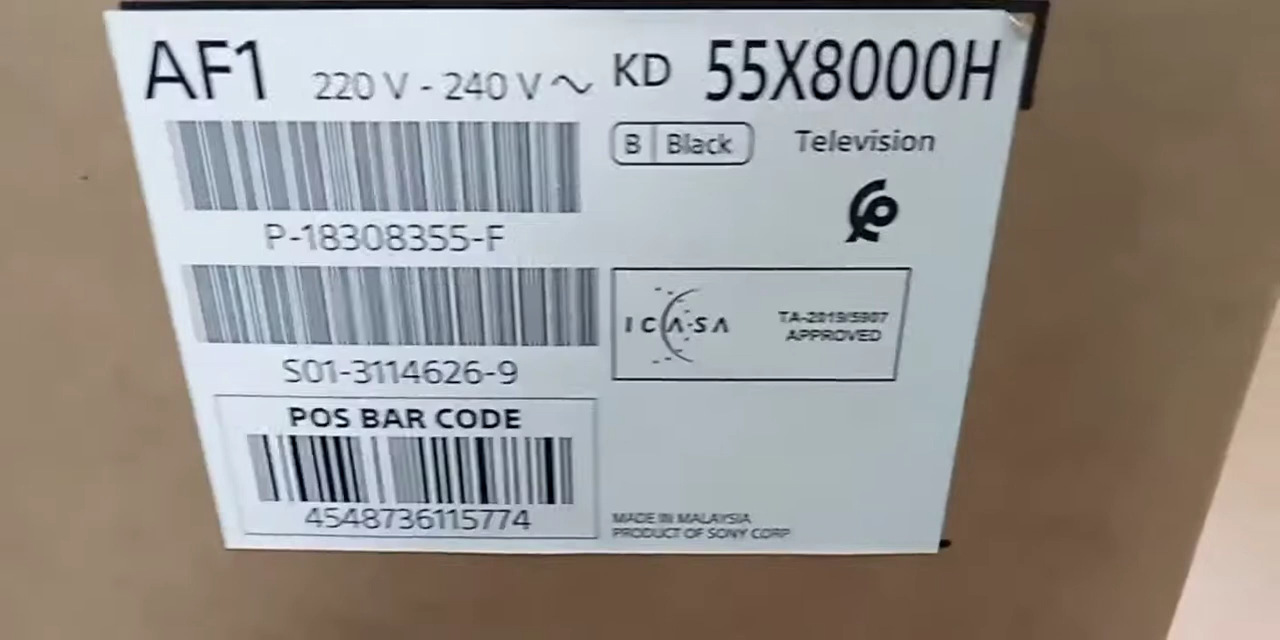 AF1 220 V - 240 V ~ KD 55X8000H
B Black Television
P-18308355-F
S01-3114626-9
ICASA TA-2019/5907
APPROVED
POS BAR CODE
4548736115774
MADE IN MALAYSIA
PRODUCT OF SONY CORP